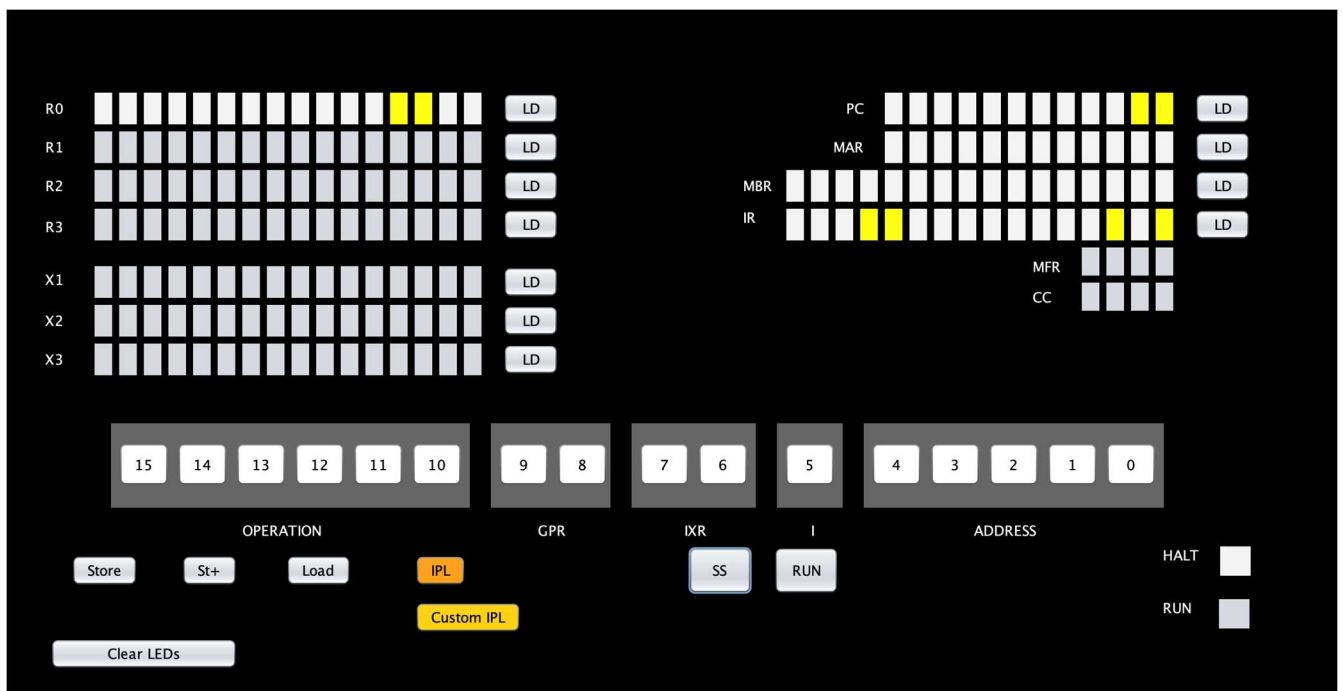 R0 LD PC LD
R1 LD MAR LD
R2 LD MBR LD
R3 LD IR LD
MFR
X1 LD CC
X2 LD
X3 LD
15 14 13 12 11 10 9 8 7 6 5 4 3 2 1 0
OPERATION GPR IXR I ADDRESS
Store St+ Load IPL SS RUN HALT
Custom IPL RUN
Clear LEDs